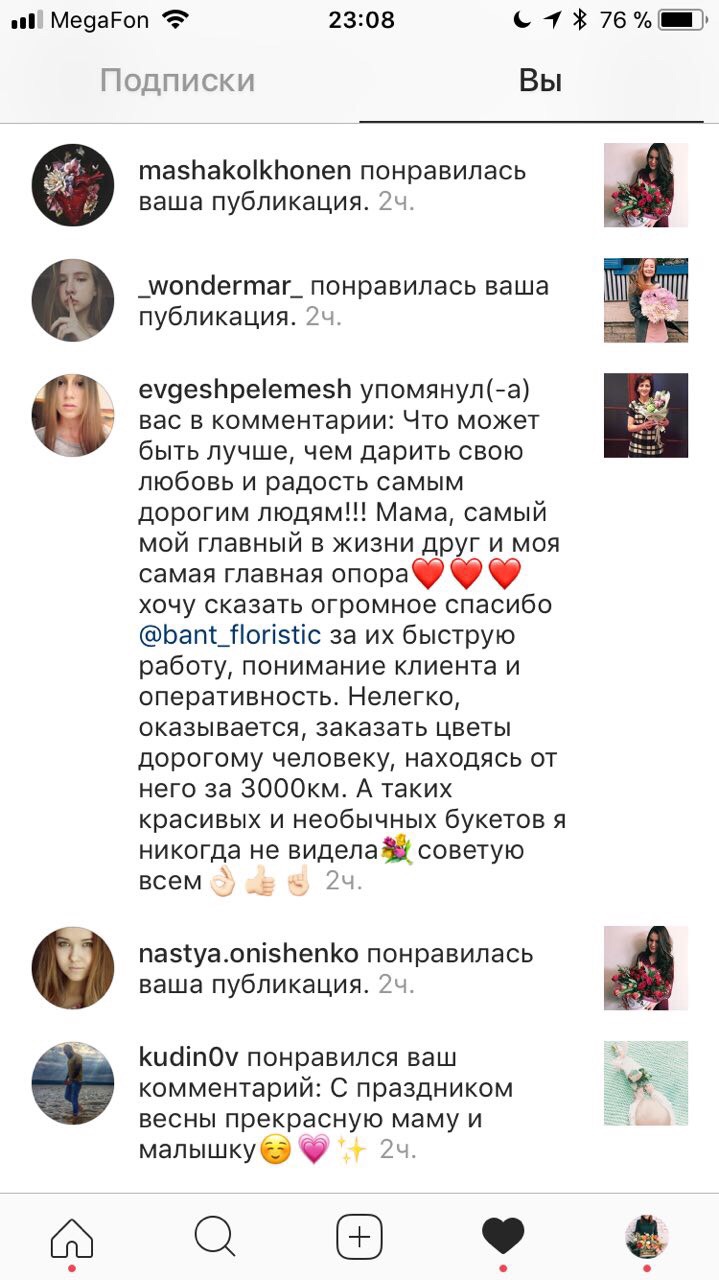 MegaFon 23:08 76 %
Подписки Вы
mashakolkhonen понравилась
ваша публикация. 2ч.
_wondermar_ понравилась ваша
публикация. 2ч.
evgeshpelemesh упомянул(-а)
вас в комментарии: Что может
быть лучше, чем дарить свою
любовь и радость самым
дорогим людям!!! Мама, самый
мой главный в жизни друг и моя
самая главная опора❤️❤️❤️
хочу сказать огромное спасибо
@bant_floristic за их быструю
работу, понимание клиента и
оперативность. Нелегко,
оказывается, заказать цветы
дорогому человеку, находясь от
него за 3000км. А таких
красивых и необычных букетов я
никогда не видела💐советую
всем👌🏻👍🏻☝🏻 2ч.
nastya.onishenko понравилась
ваша публикация. 2ч.
kudin0v понравился ваш
комментарий: С праздником
весны прекрасную маму и
малышку☺️💗✨ 2ч.